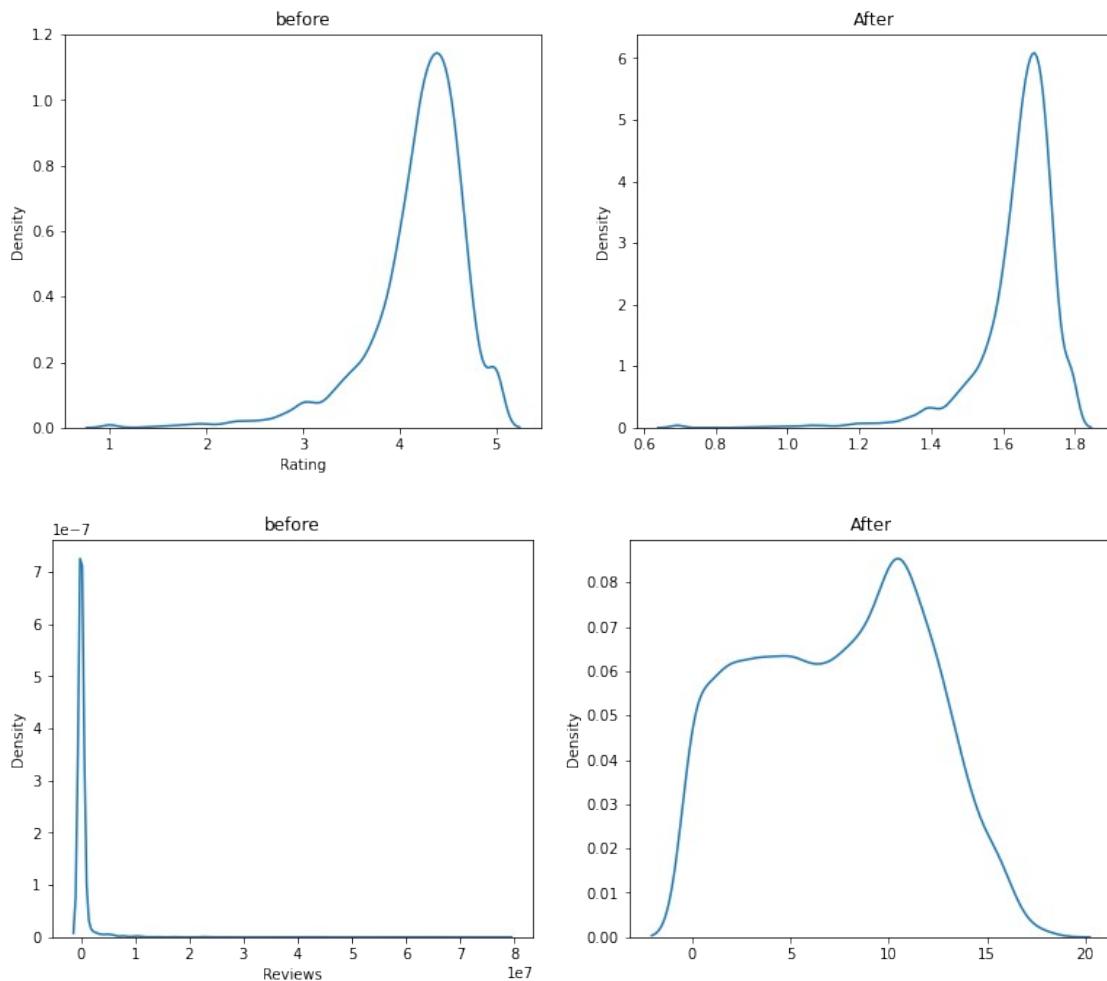 before
After
1.2
1.0
0.8
0.6
0.4
0.2
0.0
Density
1 2 3 4 5
Rating
6
5
4
3
2
1
0
Density
0.6 0.8 1.0 1.2 1.4 1.6 1.8
before
After
1e−7
7
6
5
4
3
2
1
0
Density
0 1 2 3 4 5 6 7 8
Reviews
1e7
0.08
0.07
0.06
0.05
0.04
0.03
0.02
0.01
0.00
Density
0 5 10 15 20